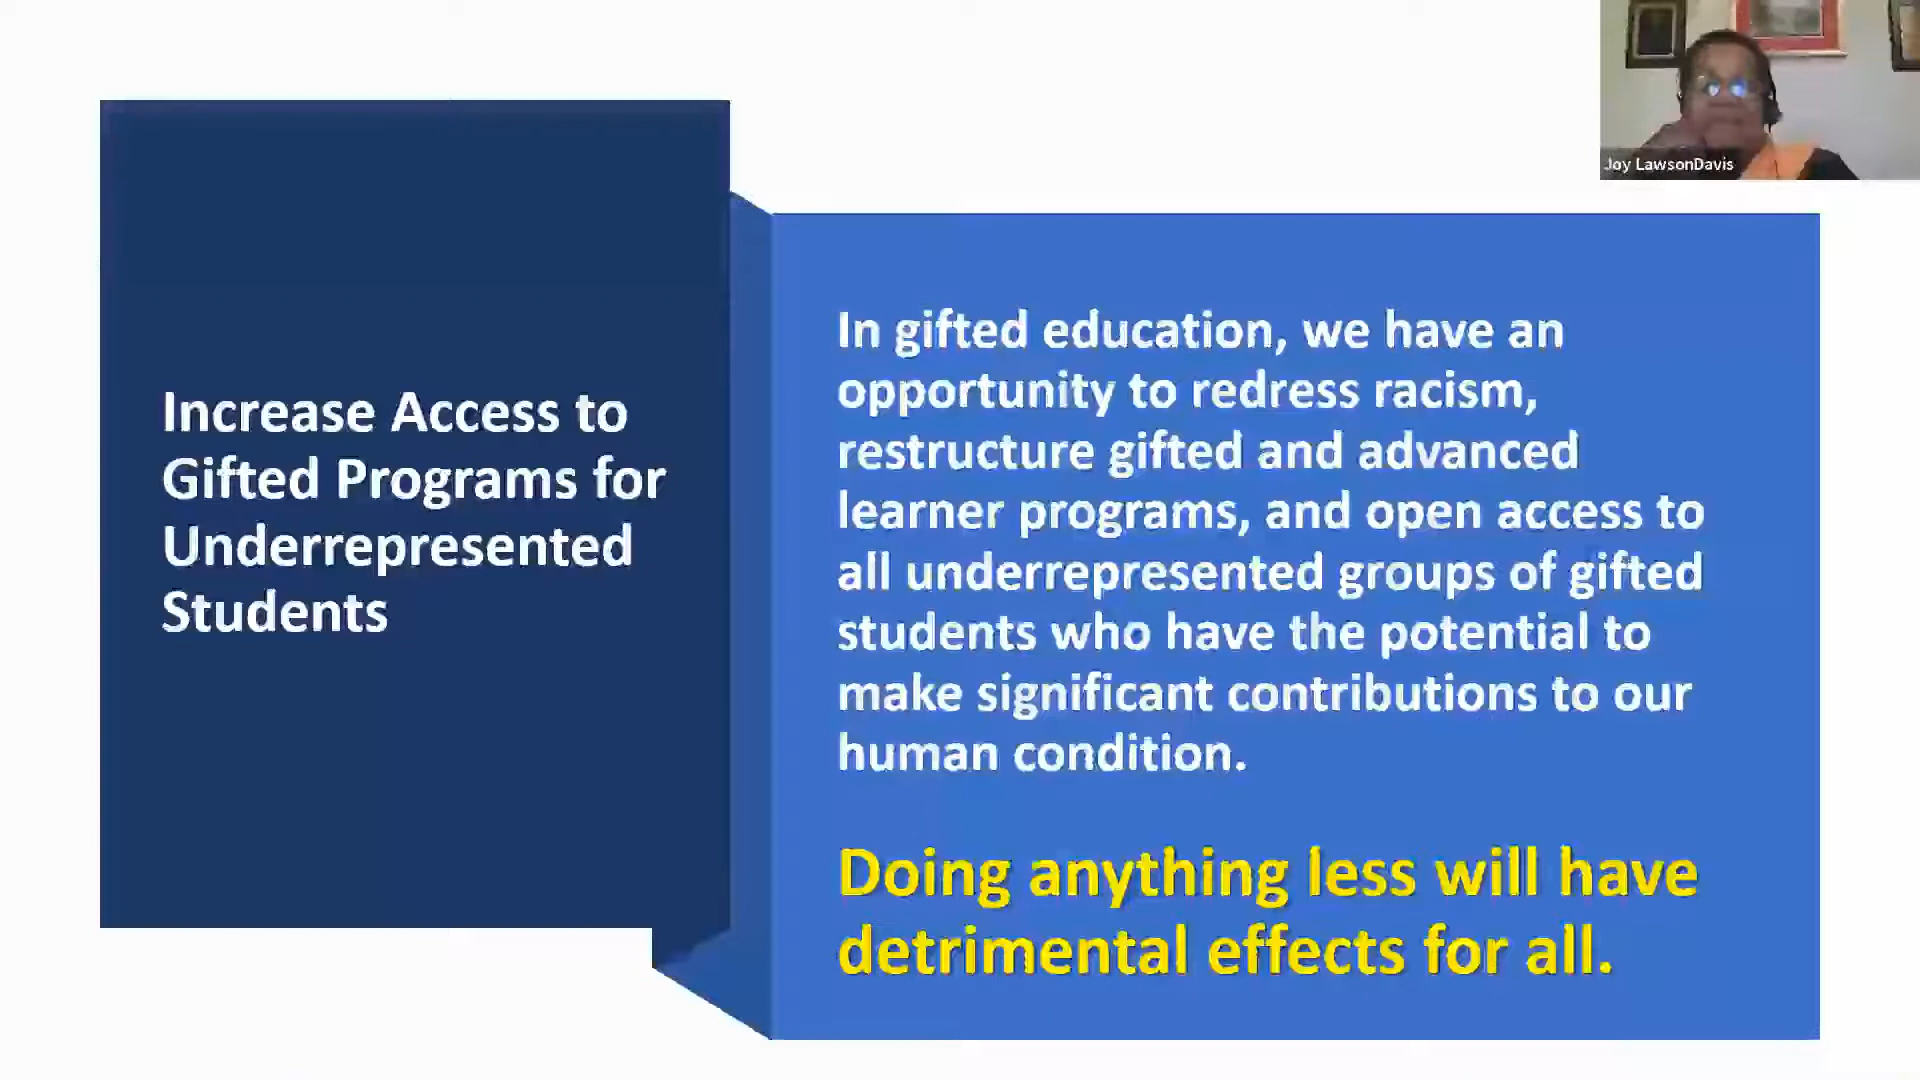 Joy LawsonDavis
Increase Access to
Gifted Programs for
Underrepresented
Students
In gifted education, we have an
opportunity to redress racism,
restructure gifted and advanced
learner programs, and open access to
all underrepresented groups of gifted
students who have the potential to
make significant contributions to our
human condition.
Doing anything less will have
detrimental effects for all.